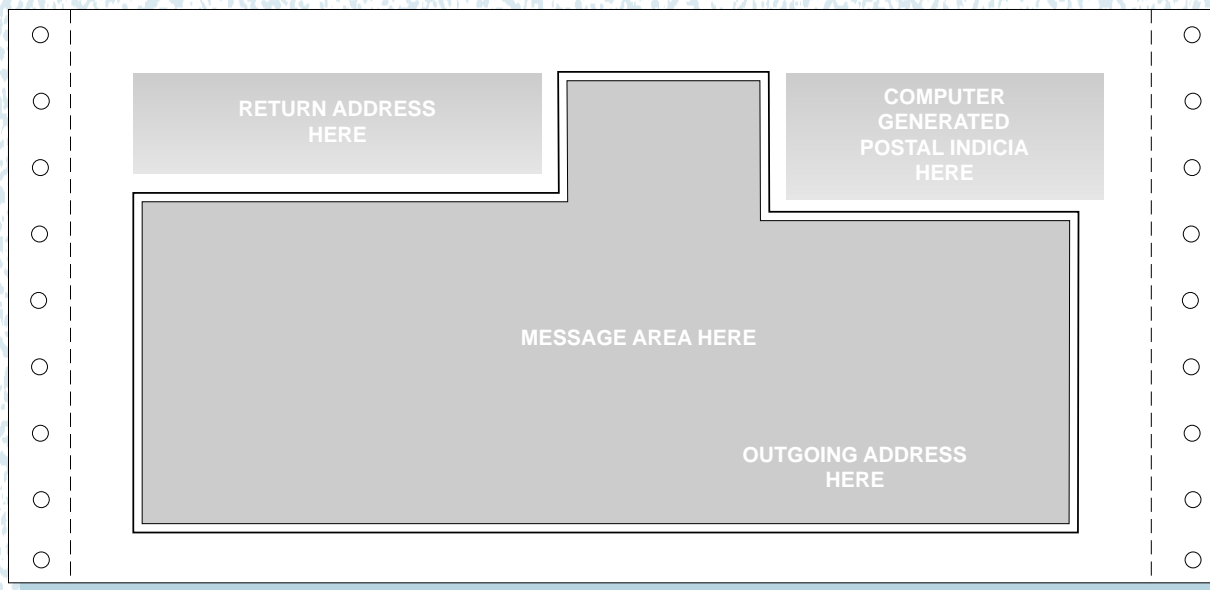 RETURN ADDRESS
HERE
COMPUTER
GENERATED
POSTAL INDICIA
HERE
MESSAGE AREA HERE
OUTGOING ADDRESS
HERE